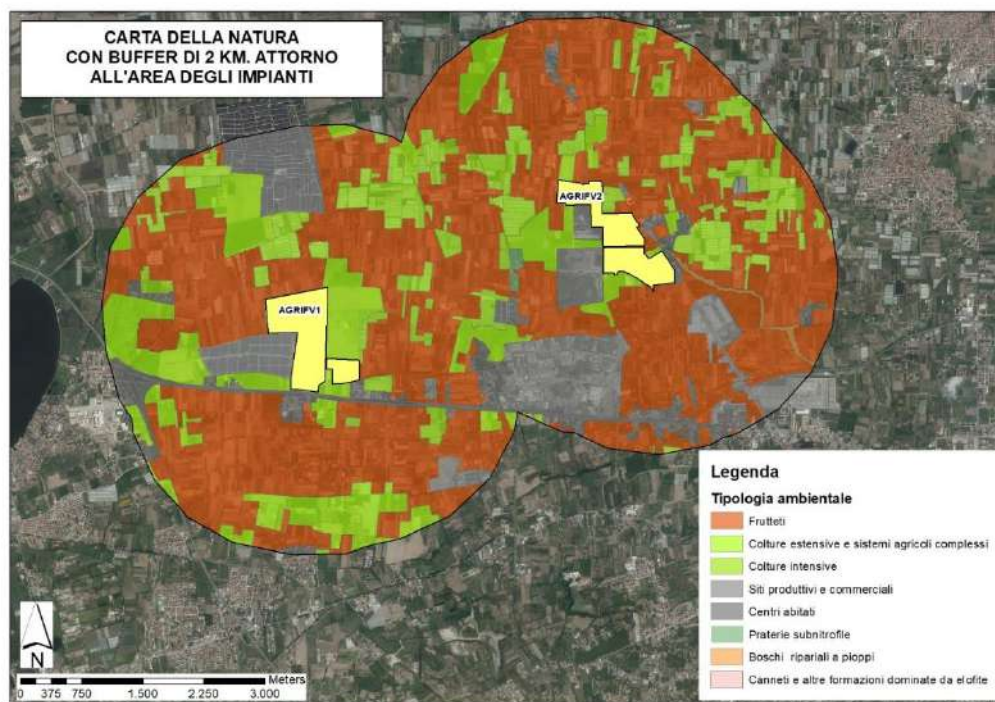 CARTA DELLA NATURA
CON BUFFER DI 2 KM. ATTORNO
ALL'AREA DEGLI IMPIANTI
AGRIFV2
AGRIFV1
Legenda
Tipologia ambientale
Frutteti
Colture estensive e sistemi agricoli complessi
Colture intensive
Siti produttivi e commerciali
Centri abitati
Praterie subnitrofile
Boschi ripariali a pioppi
Canneti e altre formazioni dominate da elofite
N
Meters
0 375 750 1.500 2.250 3.000